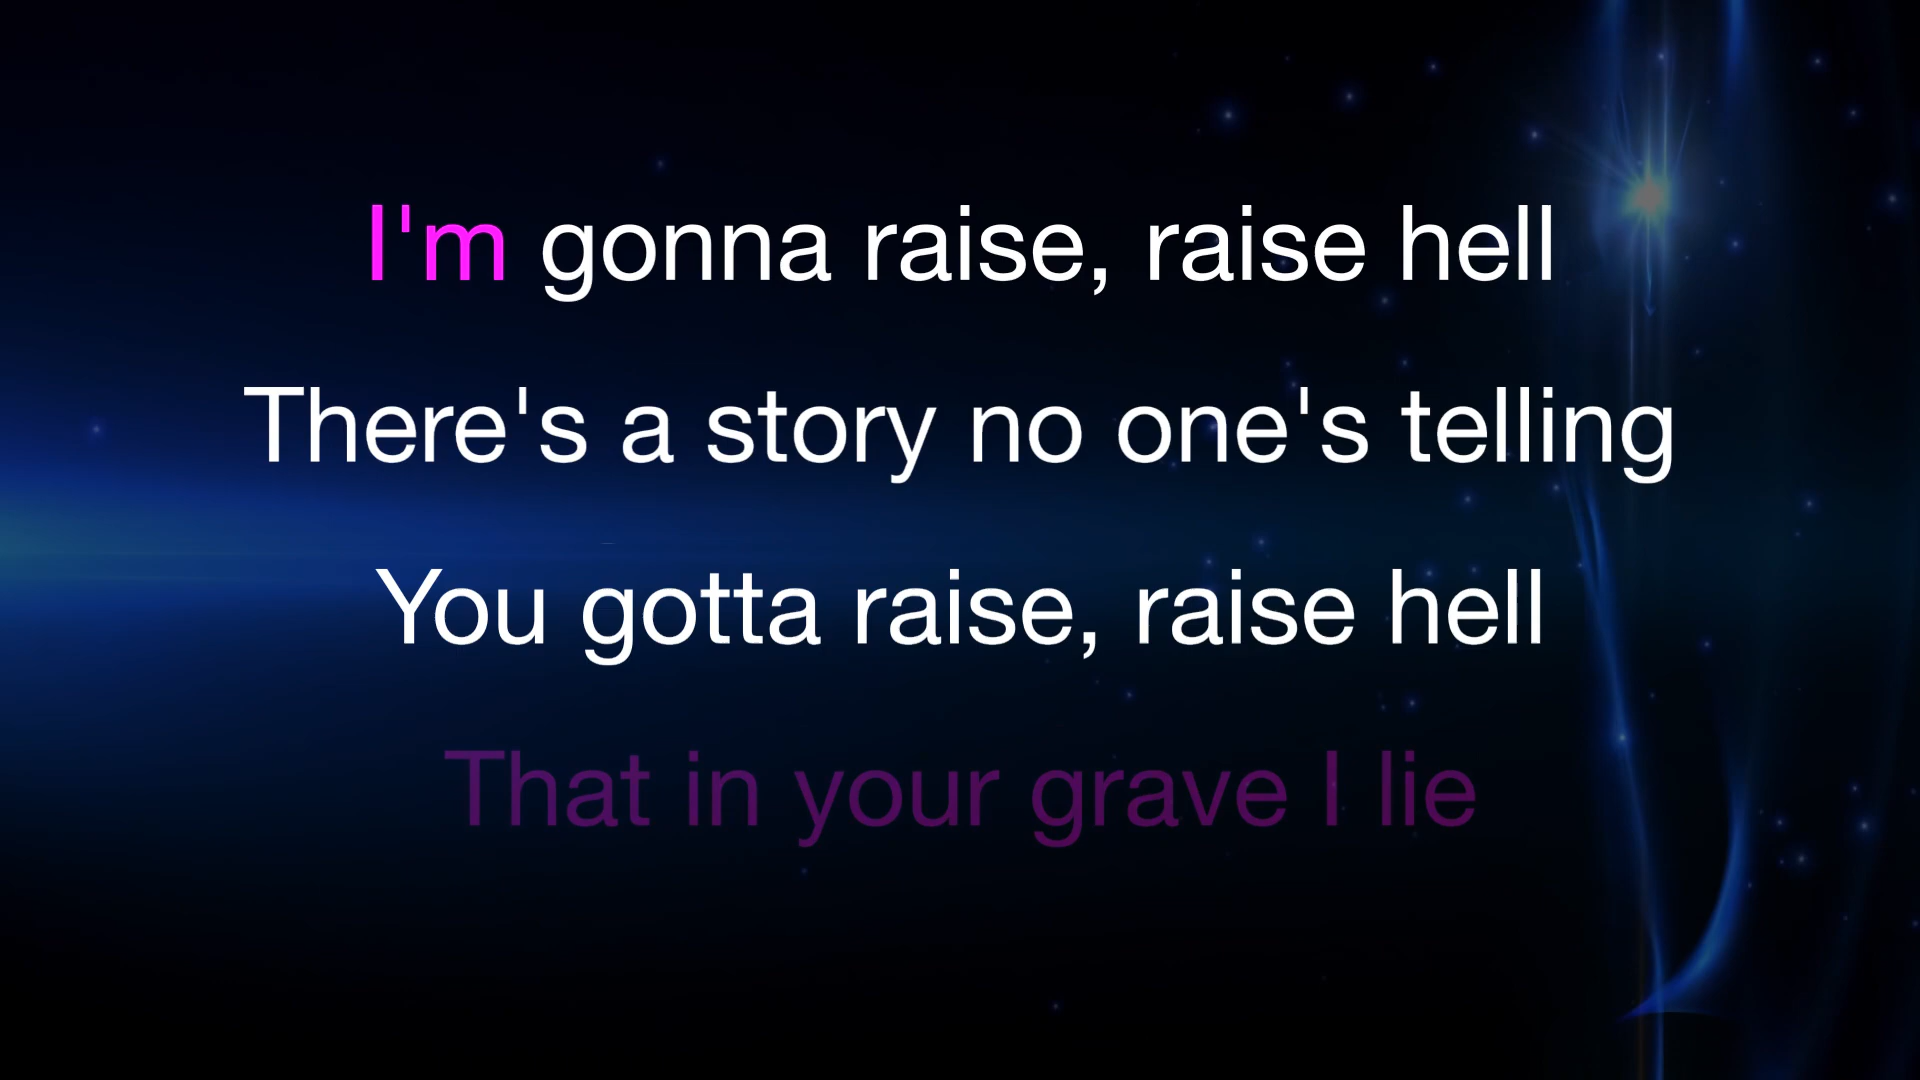 I'm gonna raise, raise hell
There's a story no one's telling
You gotta raise, raise hell
That in your grave I lie